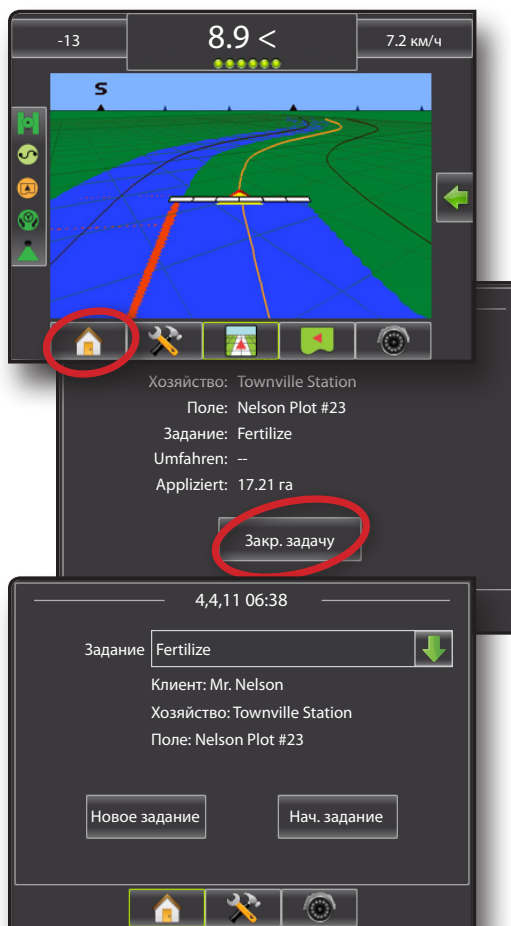 -13
8.9 <
7.2 км/ч
S
Хозяйство: Townville Station
Поле: Nelson Plot #23
Задание: Fertilize
Umfahren: --
Appliziert: 17.21 га
Закр. задачу
4,4,11 06:38
Задание Fertilize
Клиент: Mr. Nelson
Хозяйство: Townville Station
Поле: Nelson Plot #23
Новое задание
Нач. задание